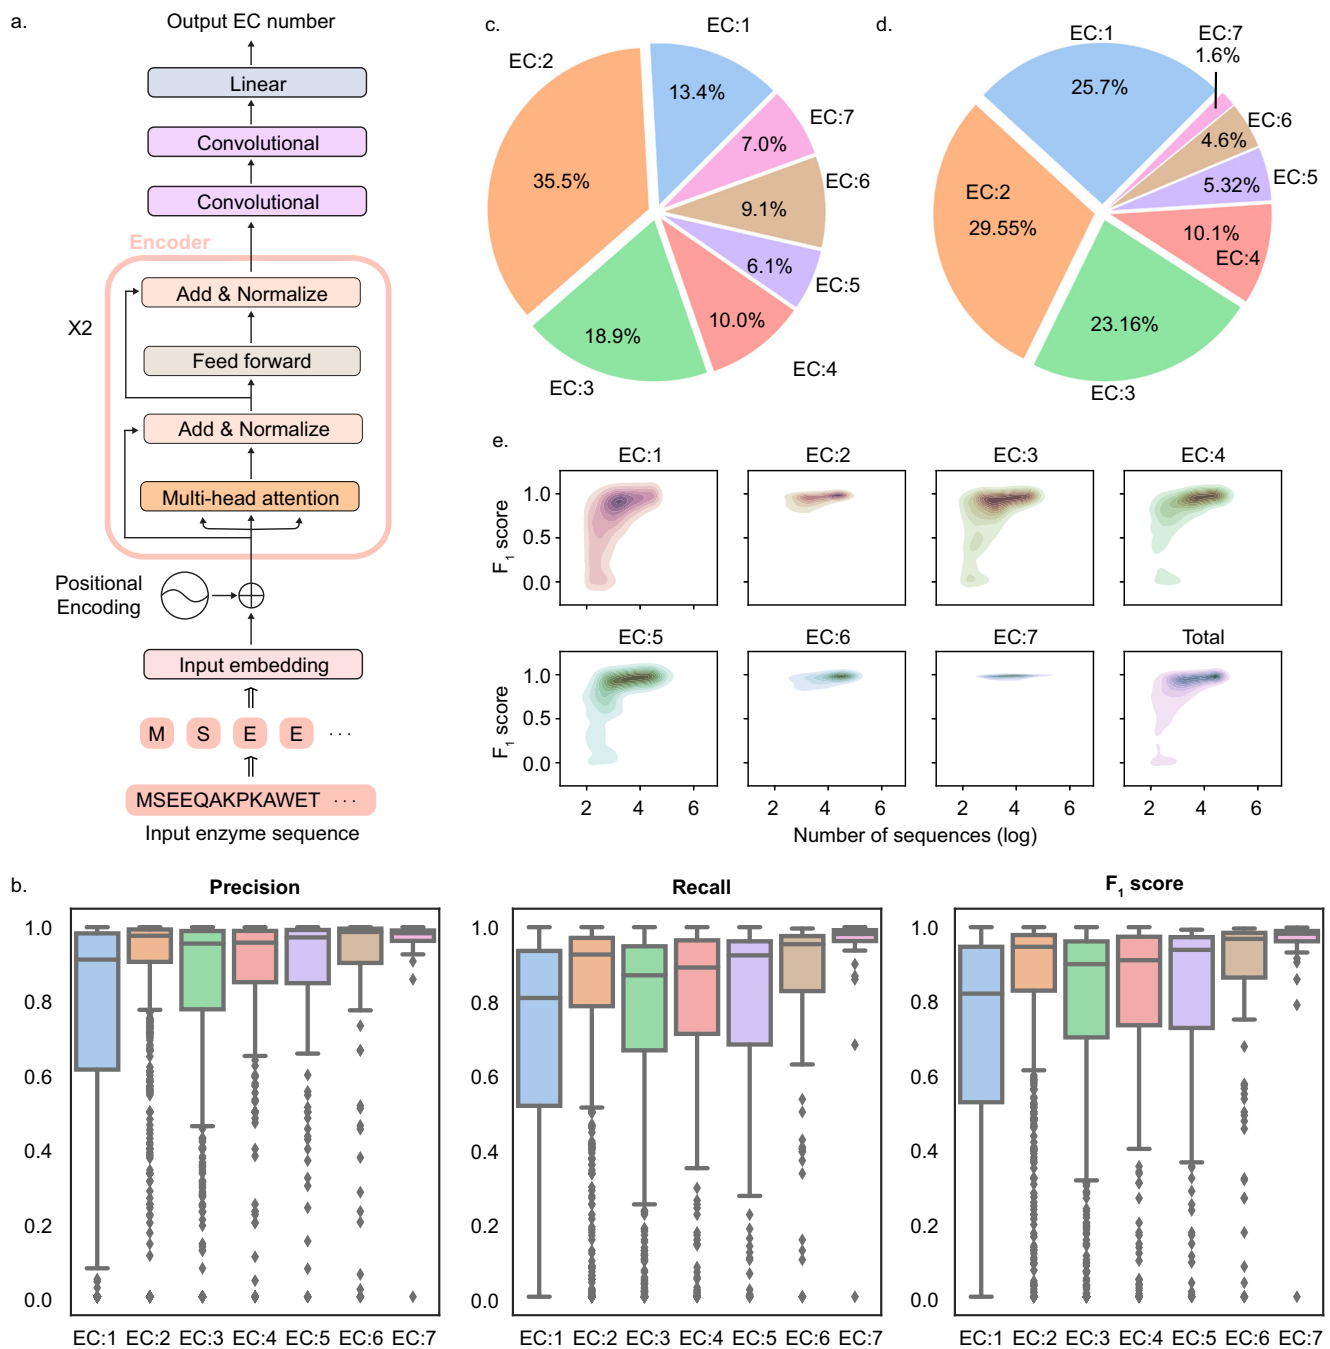 a.
Output EC number
Linear
Convolutional
Convolutional
Encoder
Add & Normalize
X2
Feed forward
Add & Normalize
Multi-head attention
Positional
Encoding
Input embedding
M S E E ...
MSEEQAKPKAWET ...
Input enzyme sequence
c.
EC:1
EC:2
13.4%
EC:7
7.0%
35.5%
EC:6
9.1%
6.1%
EC:5
10.0%
18.9%
EC:4
EC:3
d.
EC:7
EC:1
1.6%
25.7%
EC:6
4.6%
EC:5
5.32%
EC:2
29.55%
10.1%
EC:4
23.16%
EC:3
e.
EC:1 EC:2 EC:3 EC:4
F1 score
1.0
0.5
0.0
EC:5 EC:6 EC:7 Total
F1 score
1.0
0.5
0.0
2 4 6 2 4 6 2 4 6 2 4 6
Number of sequences (log)
b.
Precision
1.0
0.8
0.6
0.4
0.2
0.0
EC:1 EC:2 EC:3 EC:4 EC:5 EC:6 EC:7
Recall
1.0
0.8
0.6
0.4
0.2
0.0
EC:1 EC:2 EC:3 EC:4 EC:5 EC:6 EC:7
F1 score
1.0
0.8
0.6
0.4
0.2
0.0
EC:1 EC:2 EC:3 EC:4 EC:5 EC:6 EC:7